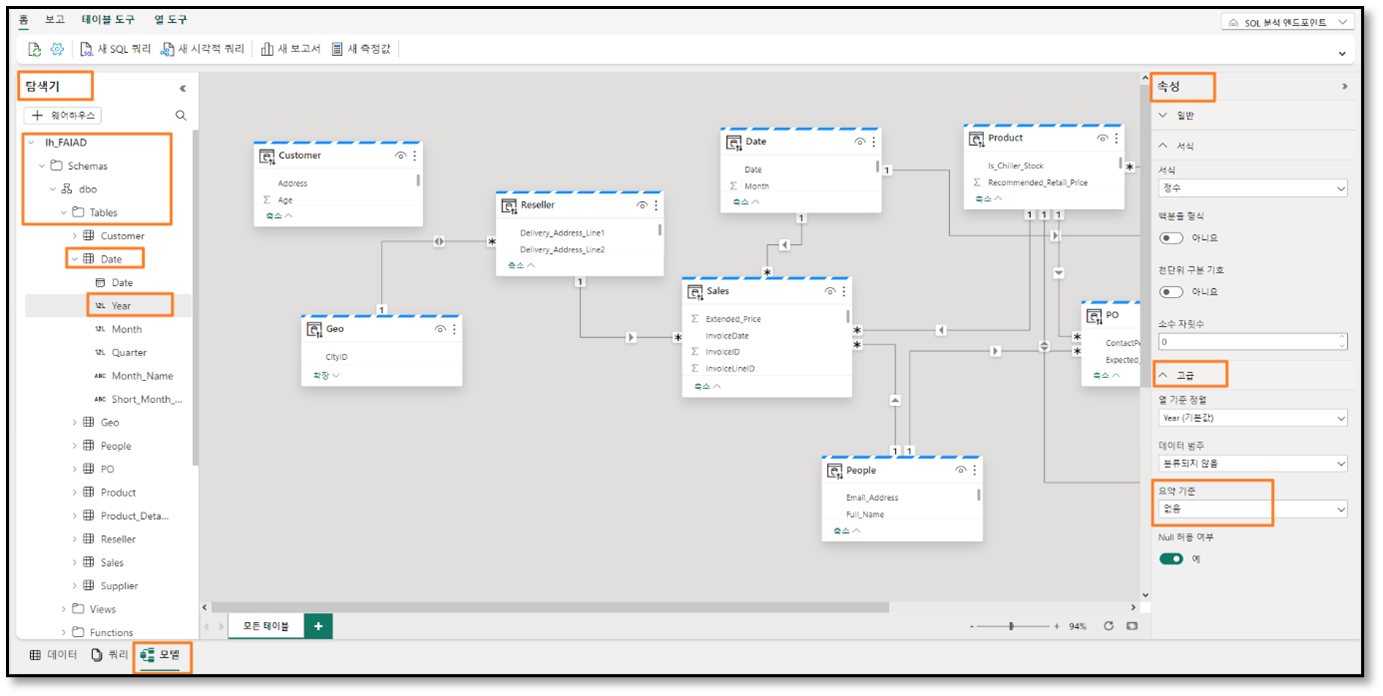 홈 보고 테이블 도구 열 도구
SQL 분석 엔드포인트
새 SQL 쿼리 새 시각적 쿼리 새 보고서 새 측정값
탐색기
웨어하우스
lh_FAIAD
Schemas
dbo
Tables
Customer
Date
Date
Year
Month
Quarter
Month_Name
Short_Month_...
Geo
People
PO
Product
Product_Deta...
Reseller
Sales
Supplier
Views
Functions
Customer
Address
Age
축소
Reseller
Delivery_Address_Line1
Delivery_Address_Line2
축소
Geo
CityID
확장
Date
Date
Month
축소
Sales
Extended_Price
InvoiceDate
InvoiceID
InvoiceLineID
축소
People
Email_Address
Full_Name
축소
Product
Is_Chiller_Stock
Recommended_Retail_Price
축소
PO
ContactPe
Expected_
축소
1
*
1
*
1
*
1
1
1
1
*
*
*
1
1
*
*
모든 테이블 +
- + 94%
속성
일반
서식
서식
정수
백분율 형식
아니요
천단위 구분 기호
아니요
소수 자릿수
0
고급
열 기준 정렬
Year (기본값)
데이터 범주
분류되지 않음
요약 기준
없음
Null 허용 여부
예
데이터 쿼리 모델